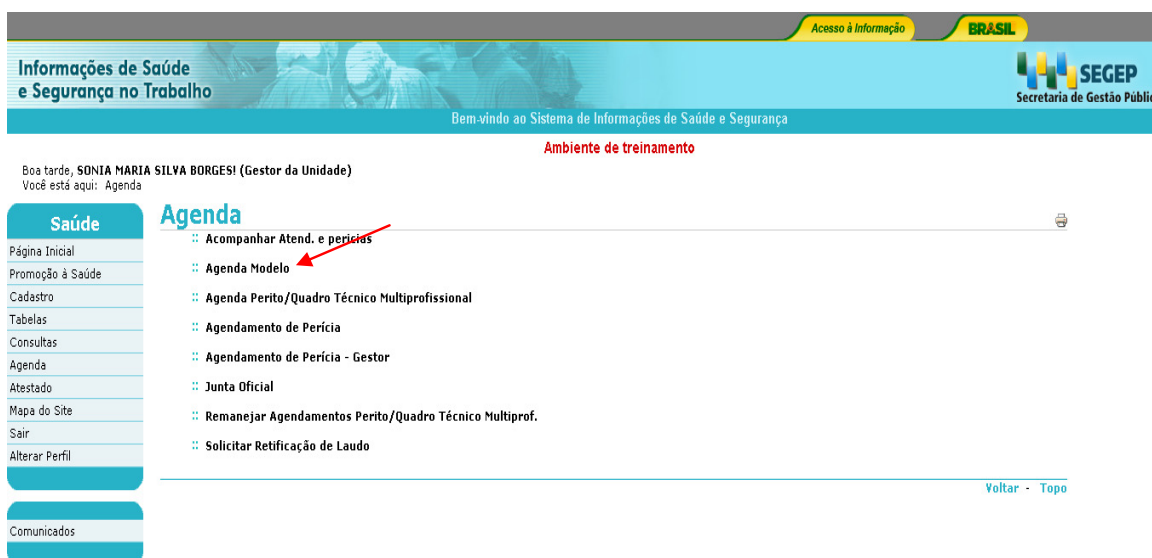 Acesso à Informação
BRASIL
Informações de Saúde
e Segurança no Trabalho
SEGEP
Secretaria de Gestão Públic
Bem-vindo ao Sistema de Informações de Saúde e Segurança
Ambiente de treinamento
Boa tarde, SONIA MARIA SILVA BORGES! (Gestor da Unidade)
Você está aqui: Agenda
Saúde
Página Inicial
Promoção à Saúde
Cadastro
Tabelas
Consultas
Agenda
Atestado
Mapa do Site
Sair
Alterar Perfil
Comunicados
Agenda
:: Acompanhar Atend. e perícias
:: Agenda Modelo
:: Agenda Perito/Quadro Técnico Multiprofissional
:: Agendamento de Perícia
:: Agendamento de Perícia - Gestor
:: Junta Oficial
:: Remanejar Agendamentos Perito/Quadro Técnico Multiprof.
:: Solicitar Retificação de Laudo
Voltar - Topo